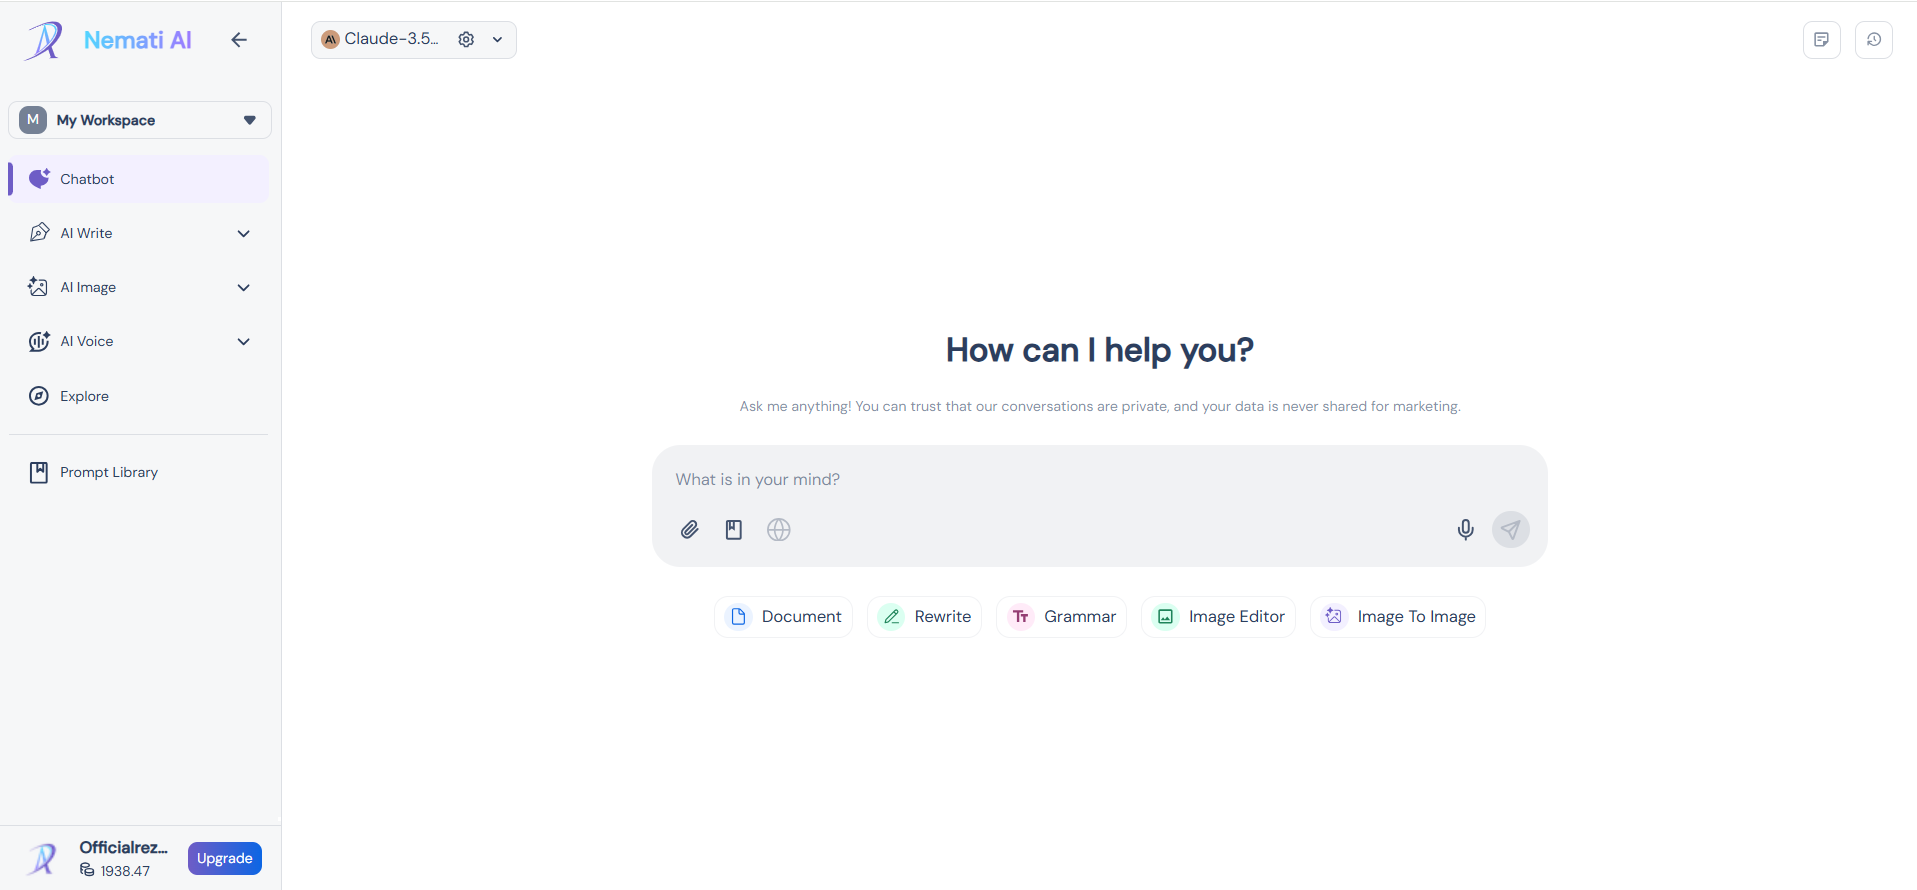 Nemati AI
M My Workspace
Chatbot
AI Write
AI Image
AI Voice
Explore
Prompt Library
Officialrez...
1938.47
Upgrade
Claude-3.5...
How can I help you?
Ask me anything! You can trust that our conversations are private, and your data is never shared for marketing.
What is in your mind?
Document Rewrite Tr Grammar Image Editor Image To Image